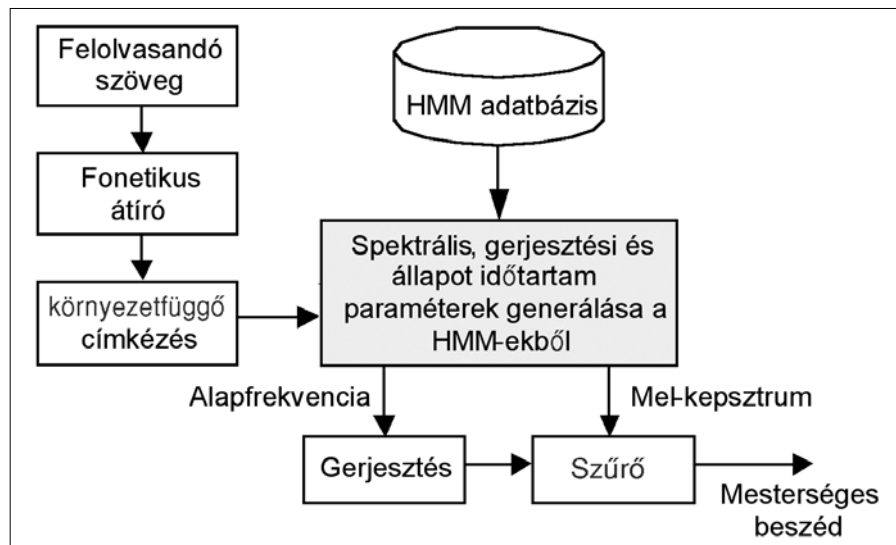 Felolvasandó
szöveg
HMM adatbázis
Fonetikus
átíró
Spektrális, gerjesztési és
állapot időtartam
paraméterek generálása a
HMM-ekből
környezetfüggő
címkézés
Alapfrekvencia
Mel-kepsztrum
Gerjesztés
Szűrő
Mesterséges
beszéd